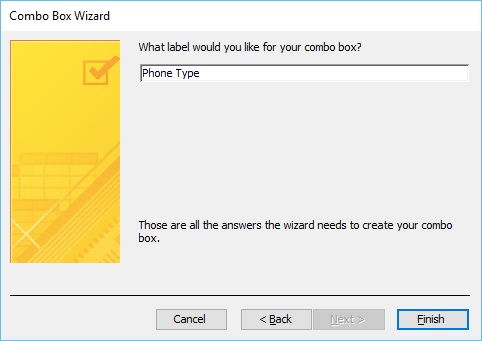 Combo Box Wizard
What label would you like for your combo box?
Phone Type
Those are all the answers the wizard needs to create your combo
box.
Cancel
< Back
Next >
Finish